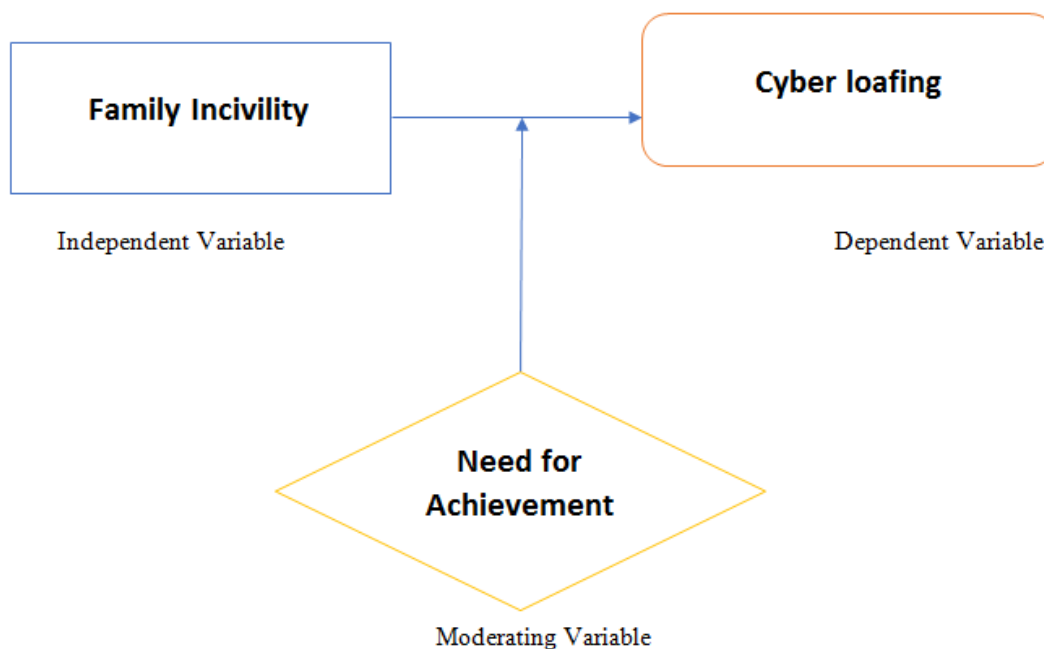 Family Incivility
Cyber loafing
Independent Variable
Dependent Variable
Need for
Achievement
Moderating Variable